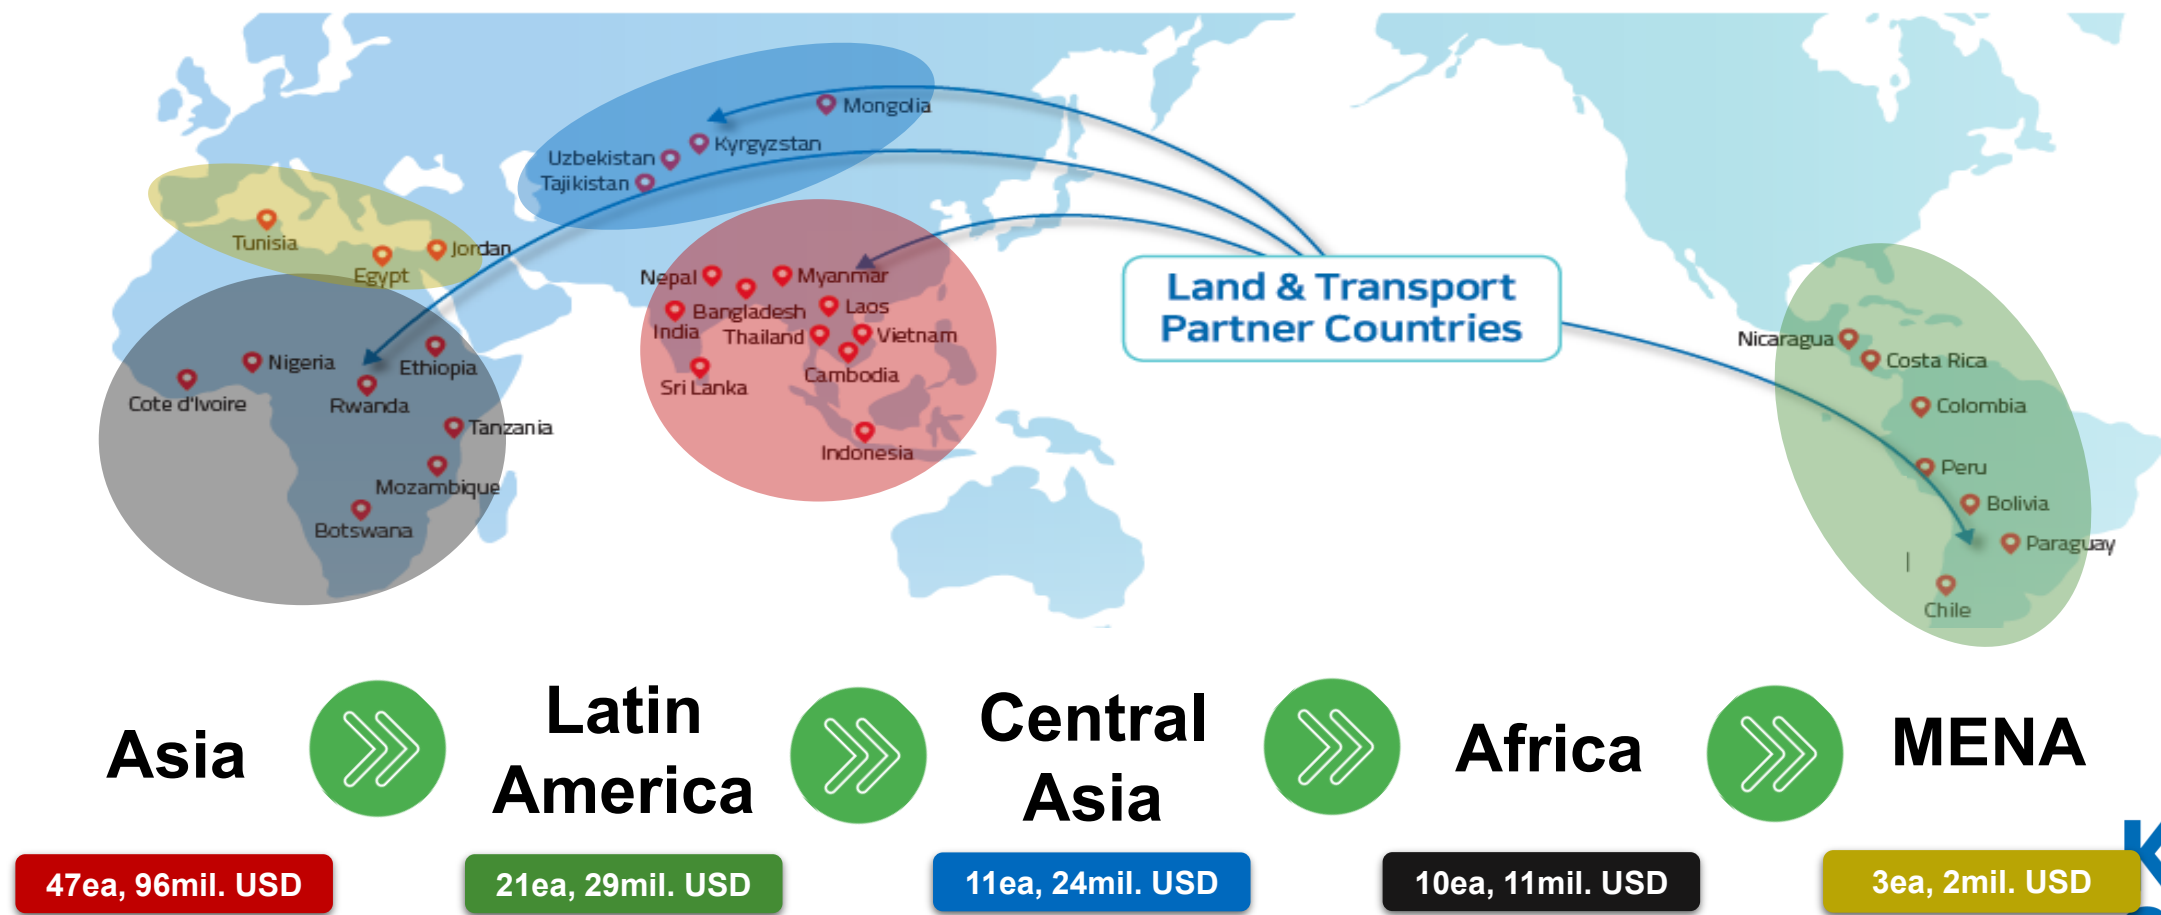 Mongolia
Kyrgyzstan
Uzbekistan
Tajikistan
Tunisia
Jordan
Egypt
Nepal
Myanmar
Bangladesh
Laos
India
Thailand
Vietnam
Sri Lanka
Cambodia
Indonesia
Nigeria
Ethiopia
Cote d'Ivoire
Rwanda
Tanzania
Mozambique
Botswana
Land & Transport
Partner Countries
Nicaragua
Costa Rica
Colombia
Peru
Bolivia
Paraguay
Chile
Asia
Latin
America
Central
Asia
Africa
MENA
47ea, 96mil. USD
21ea, 29mil. USD
11ea, 24mil. USD
10ea, 11mil. USD
3ea, 2mil. USD